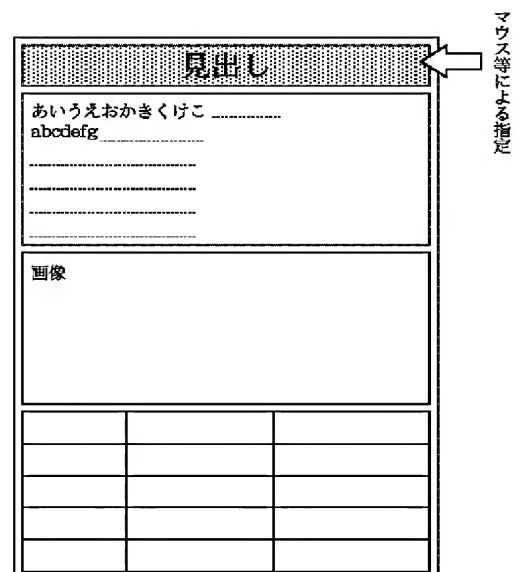 見出し
マウス等による指定
あいうえおかきくけこ
abcdefg
画像